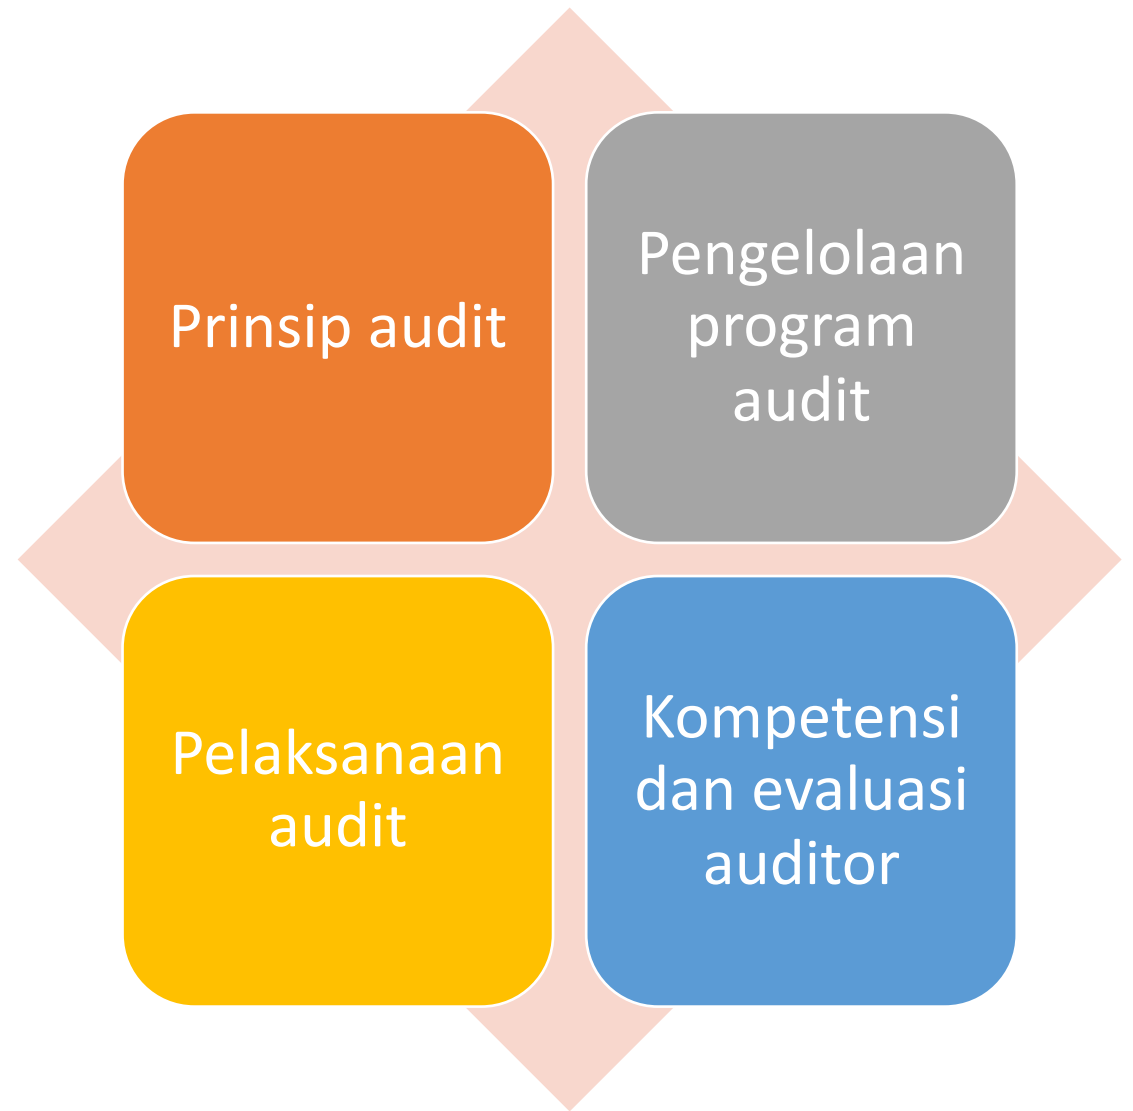 Prinsip audit
Pengelolaan
program
audit
Pelaksanaan
audit
Kompetensi
dan evaluasi
auditor